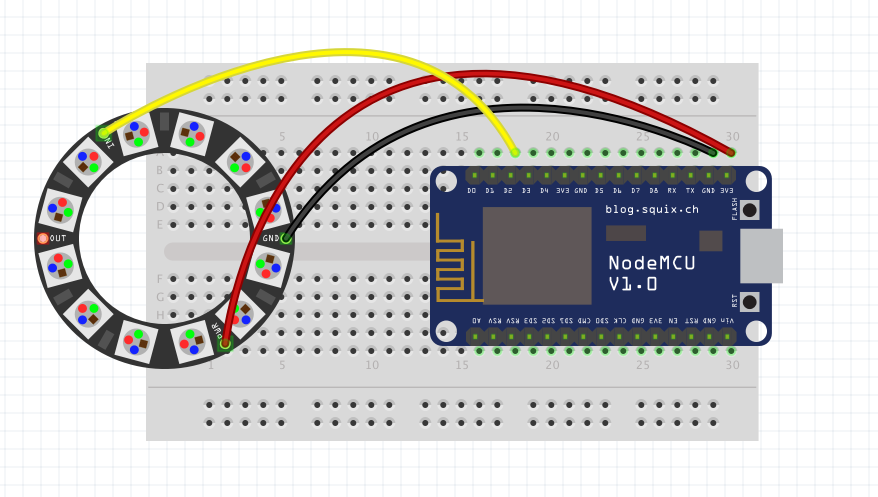 5 10 15 20 25 30
A
B
C
D
E
F
G
H
1 5 10 15 20 25 30
IN
OUT
GND
PWR
D0 D1 D2 D3 D4 3V3 GND D5 D6 D7 D8 RX TX GND 3V3
blog.squix.ch
FLASH
NodeMCU
V1.0
RST
A0 RSV RSV SD3 SD2 SD1 CMD SD0 CLK GND 3V3 EN RST GND Vin